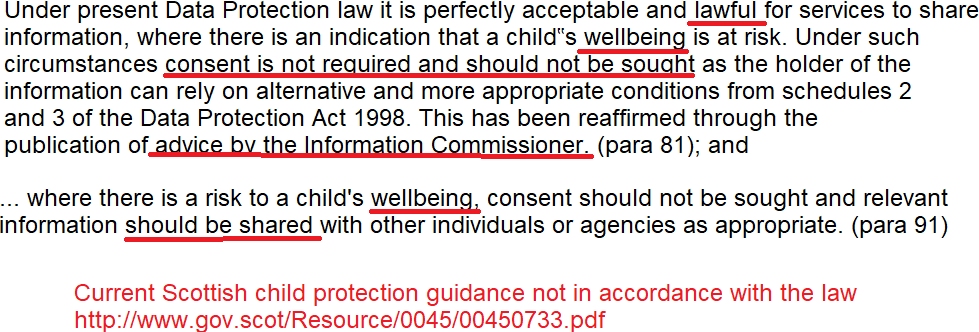 Under present Data Protection law it is perfectly acceptable and lawful for services to share
information, where there is an indication that a child‟s wellbeing is at risk. Under such
circumstances consent is not required and should not be sought as the holder of the
information can rely on alternative and more appropriate conditions from schedules 2
and 3 of the Data Protection Act 1998. This has been reaffirmed through the
publication of advice by the Information Commissioner. (para 81); and
... where there is a risk to a child's wellbeing, consent should not be sought and relevant
information should be shared with other individuals or agencies as appropriate. (para 91)
Current Scottish child protection guidance not in accordance with the law
http://www.gov.scot/Resource/0045/00450733.pdf